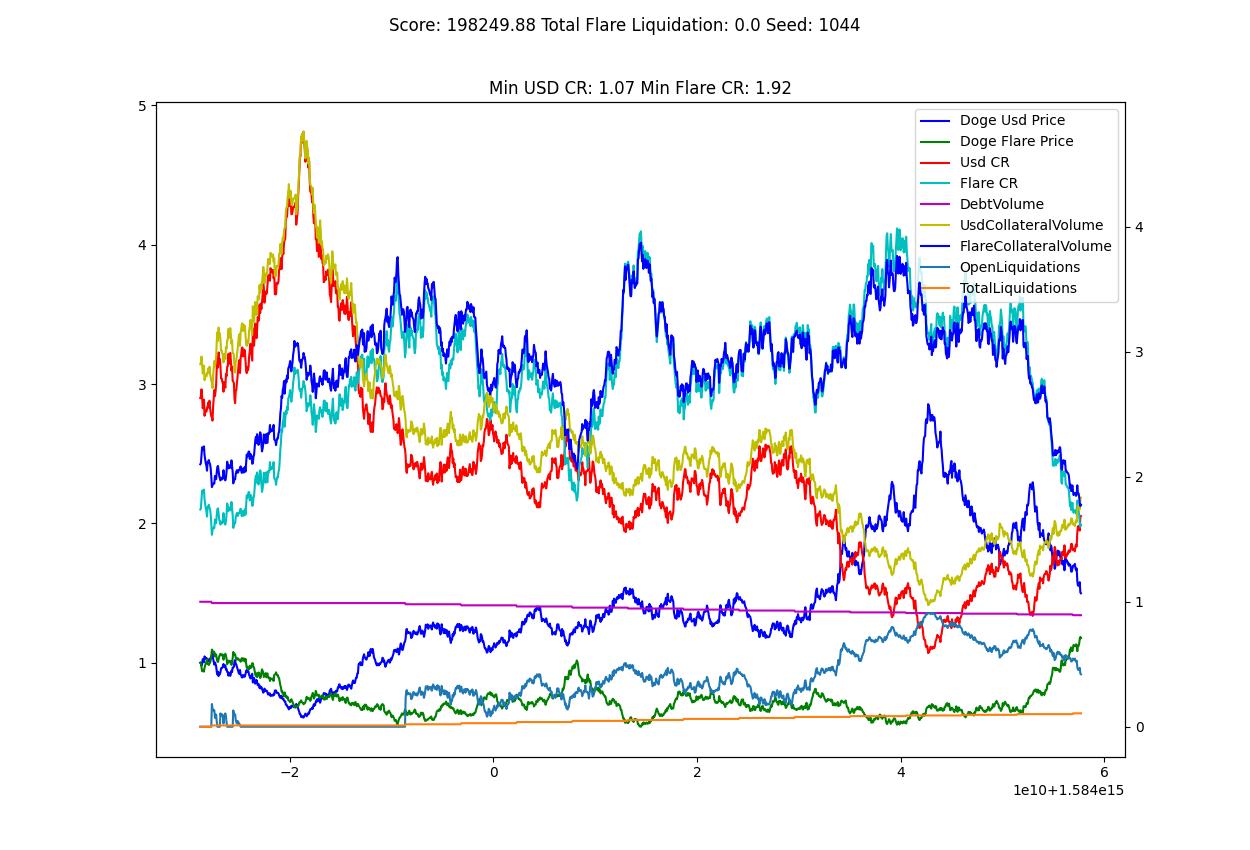 Score: 198249.88 Total Flare Liquidation: 0.0 Seed: 1044
Min USD CR: 1.07 Min Flare CR: 1.92
5
4
3
2
1
4
3
2
1
0
Doge Usd Price
Doge Flare Price
Usd CR
Flare CR
DebtVolume
UsdCollateralVolume
FlareCollateralVolume
OpenLiquidations
TotalLiquidations
−2 0 2 4 6
1e10+1.584e15